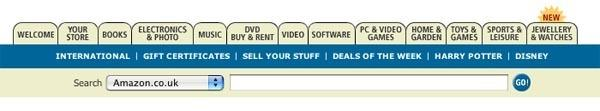 NEW
WELCOME
YOUR STORE
BOOKS
ELECTRONICS & PHOTO
MUSIC
DVD BUY & RENT
VIDEO
SOFTWARE
PC & VIDEO GAMES
HOME & GARDEN
TOYS & GAMES
SPORTS & LEISURE
JEWELLERY & WATCHES
INTERNATIONAL | GIFT CERTIFICATES | SELL YOUR STUFF | DEALS OF THE WEEK | HARRY POTTER | DISNEY
Search Amazon.co.uk GO!